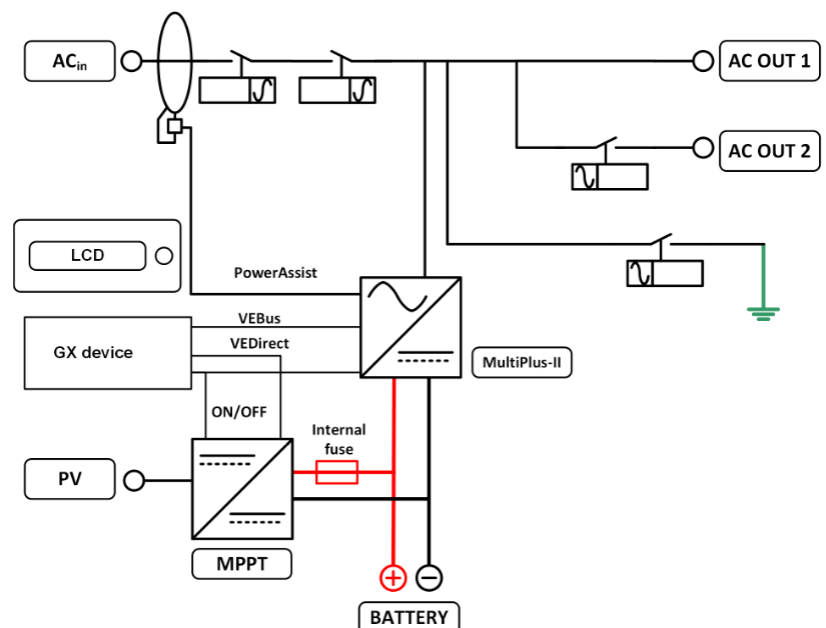 ACin
AC OUT 1
AC OUT 2
LCD
PowerAssist
VEBus
VEDirect
GX device
MultiPlus-II
ON/OFF
Internal
fuse
PV
MPPT
BATTERY